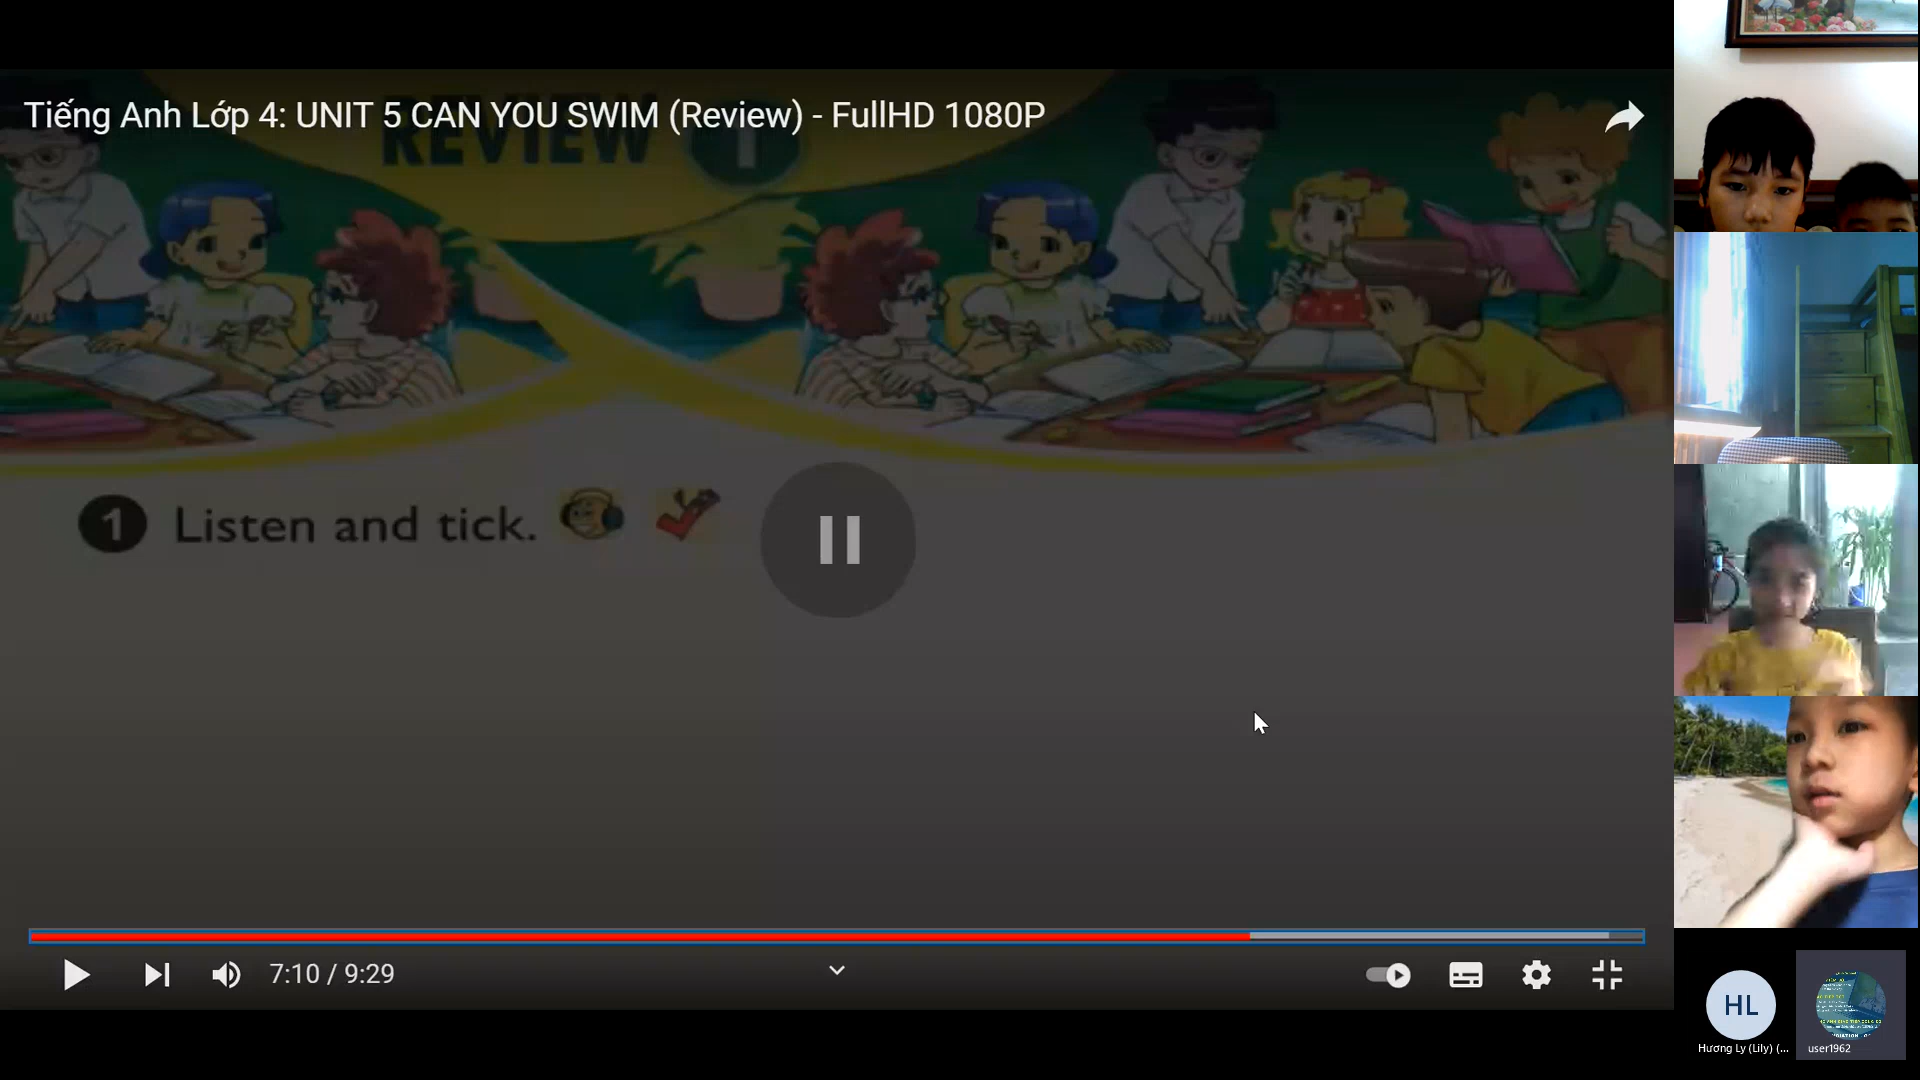 Tiếng Anh Lớp 4: UNIT 5 CAN YOU SWIM (Review) - FullHD 1080P
REVIEW 1
1 Listen and tick.
7:10 / 9:29
HL
Hương Ly (Lily) (...
user1962